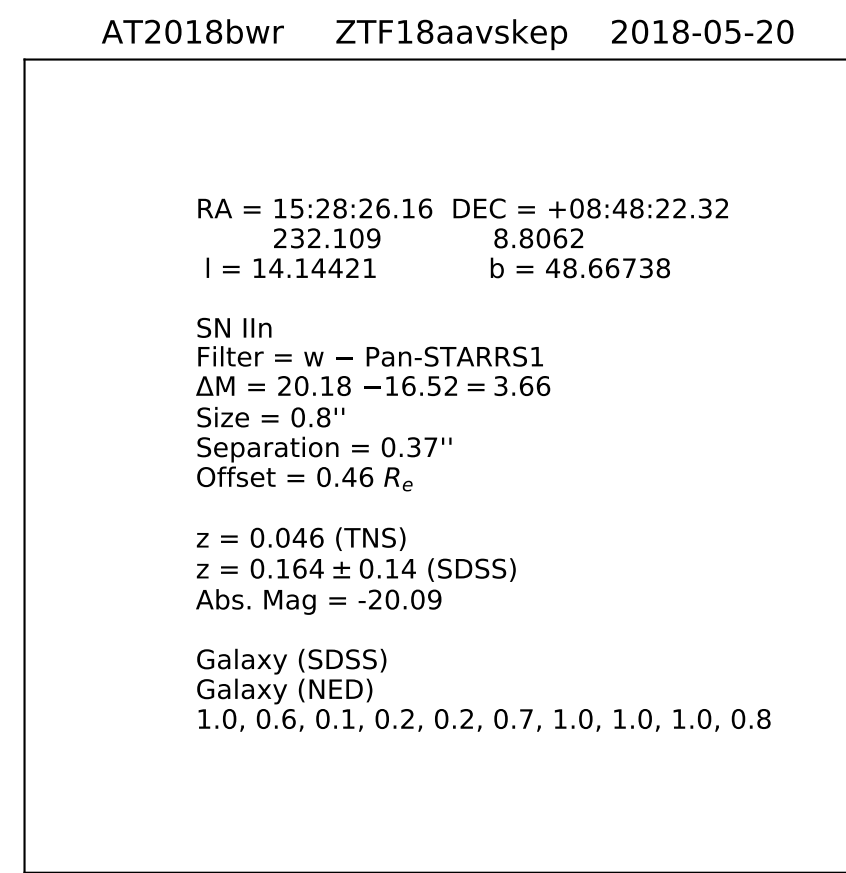 AT2018bwr ZTF18aavskep 2018-05-20
RA = 15:28:26.16 DEC = +08:48:22.32
232.109 8.8062
l = 14.14421 b = 48.66738
SN IIn
Filter = w − Pan-STARRS1
ΔM = 20.18 −16.52 = 3.66
Size = 0.8''
Separation = 0.37''
Offset = 0.46 Re
z = 0.046 (TNS)
z = 0.164 ± 0.14 (SDSS)
Abs. Mag = -20.09
Galaxy (SDSS)
Galaxy (NED)
1.0, 0.6, 0.1, 0.2, 0.2, 0.7, 1.0, 1.0, 1.0, 0.8